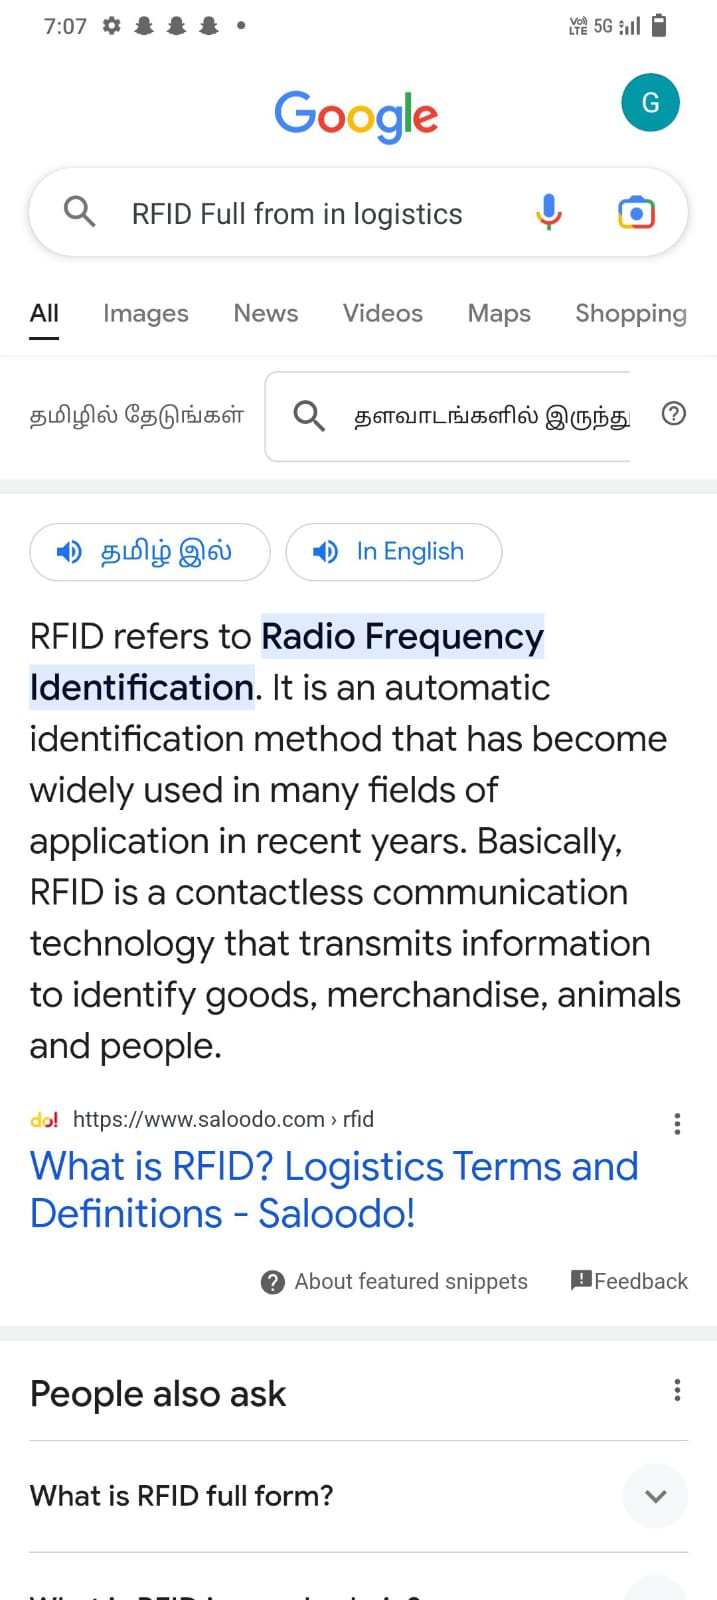 7:07
VoD LTE 5G
Google
G
RFID Full from in logistics
All Images News Videos Maps Shopping
தமிழில் தேடுங்கள்
தளவாடங்களில் இருந்து
தமிழ் இல் In English
RFID refers to Radio Frequency
Identification. It is an automatic
identification method that has become
widely used in many fields of
application in recent years. Basically,
RFID is a contactless communication
technology that transmits information
to identify goods, merchandise, animals
and people.
do! https://www.saloodo.com › rfid
What is RFID? Logistics Terms and
Definitions - Saloodo!
About featured snippets Feedback
People also ask
What is RFID full form?